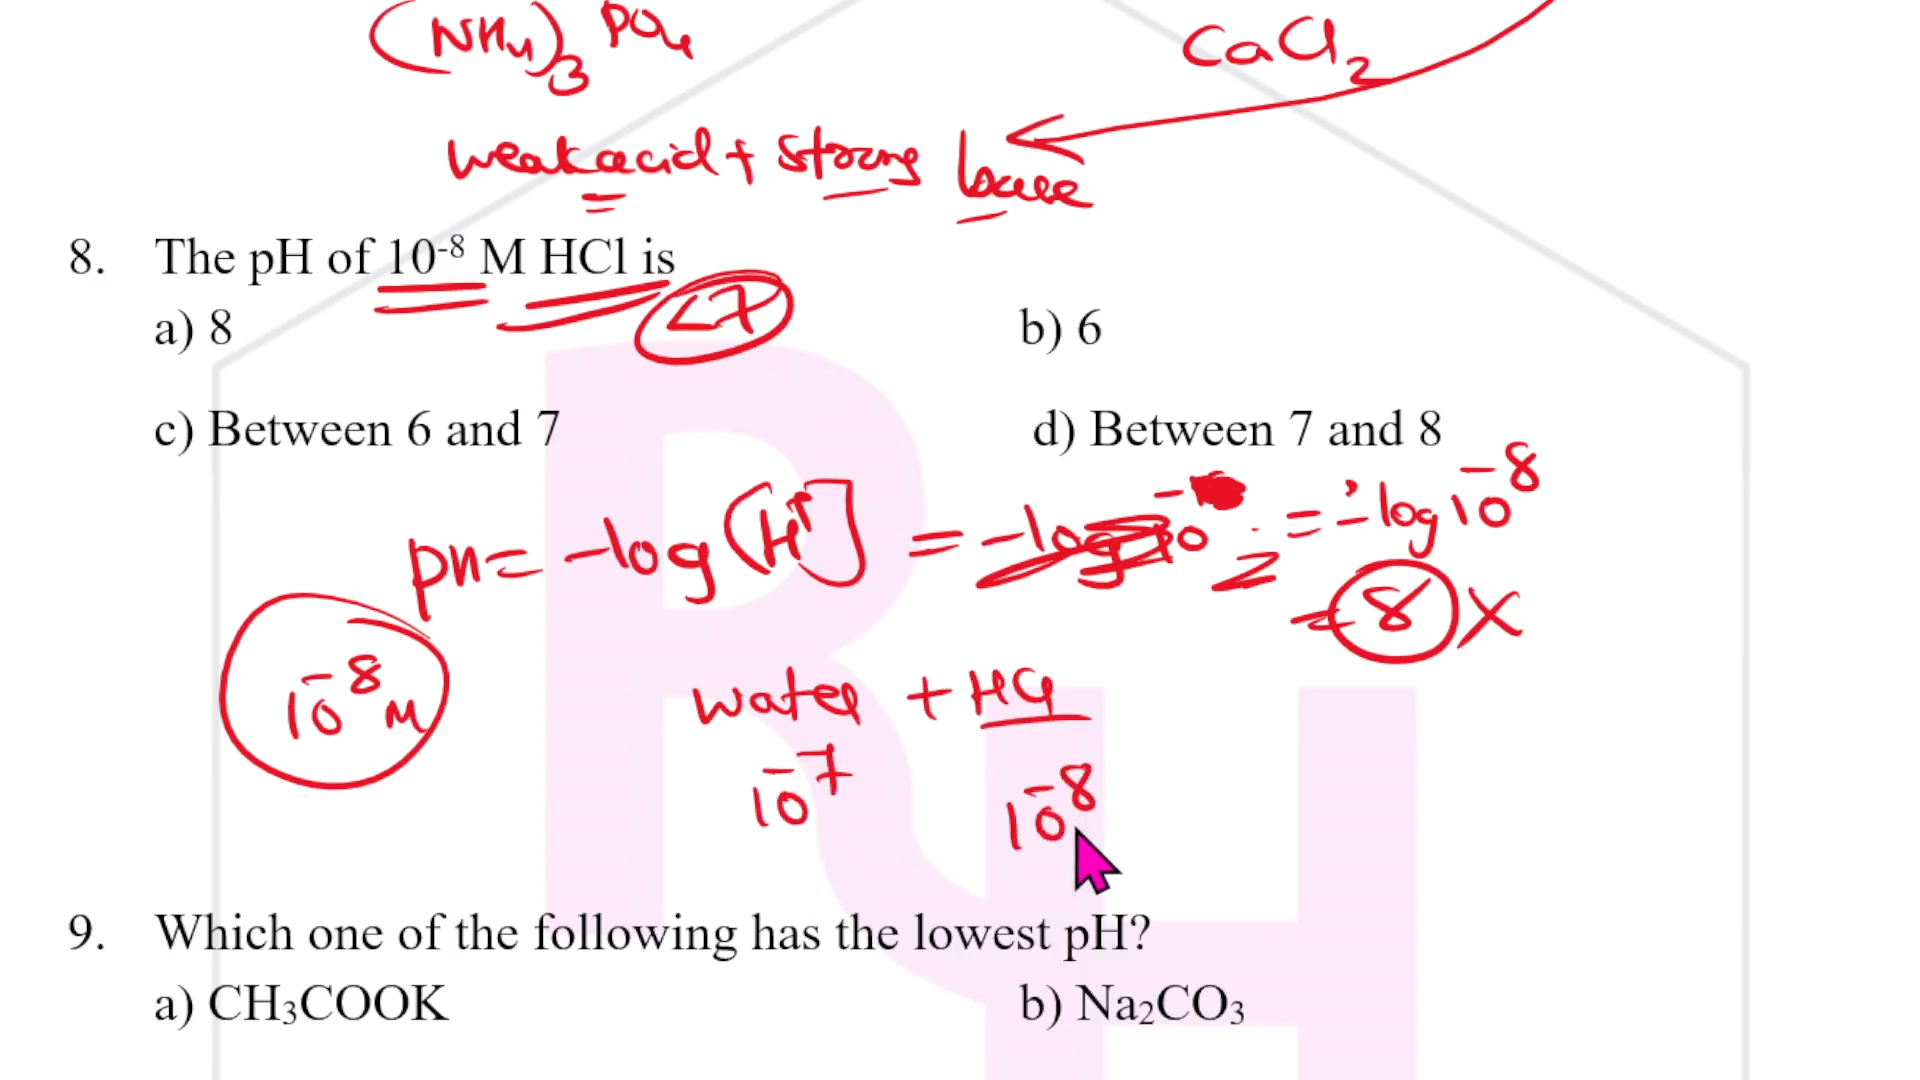 (NH4)3 PO4 CaCl2
weak acid + strong base
8. The pH of 10⁻⁸ M HCl is
<7
a) 8 b) 6
c) Between 6 and 7 d) Between 7 and 8
pH = -log [H⁺] = -log 10 = -log 10⁻⁸
= 8 X
10⁻⁸ M
water + HCl
10⁻⁷ 10⁻⁸
9. Which one of the following has the lowest pH?
a) CH₃COOK b) Na₂CO₃